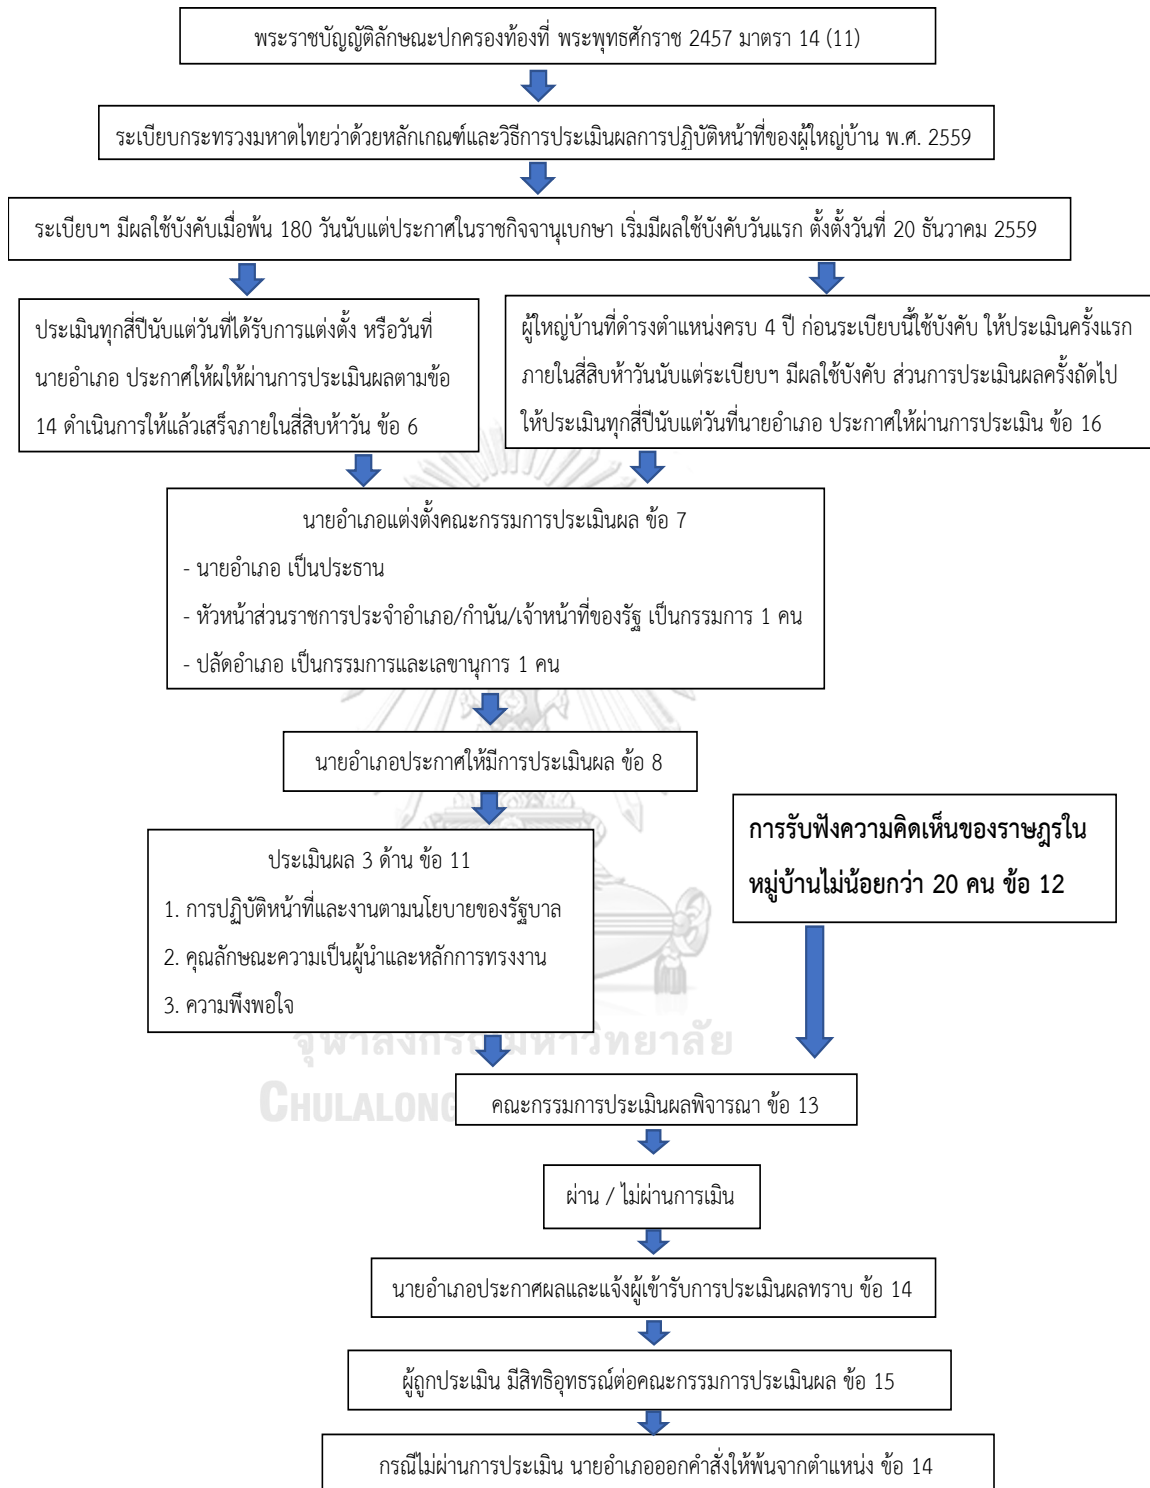 พระราชบัญญัติลักษณะปกครองท้องที่ พระพุทธศักราช 2457 มาตรา 14 (11)
ระเบียบกระทรวงมหาดไทยว่าด้วยหลักเกณฑ์และวิธีการประเมินผลการปฏิบัติหน้าที่ของผู้ใหญ่บ้าน พ.ศ. 2559
ระเบียบฯ มีผลใช้บังคับเมื่อพ้น 180 วันนับแต่ประกาศในราชกิจจานุเบกษา เริ่มมีผลใช้บังคับวันแรก ตั้งตั้งวันที่ 20 ธันวาคม 2559
ประเมินทุกสี่ปีนับแต่วันที่ได้รับการแต่งตั้ง หรือวันที่
นายอำเภอ ประกาศให้ผให้ผ่านการประเมินผลตามข้อ
14 ดำเนินการให้แล้วเสร็จภายในสี่สิบห้าวัน ข้อ 6
ผู้ใหญ่บ้านที่ดำรงตำแหน่งครบ 4 ปี ก่อนระเบียบนี้ใช้บังคับ ให้ประเมินครั้งแรก
ภายในสี่สิบห้าวันนับแต่ระเบียบฯ มีผลใช้บังคับ ส่วนการประเมินผลครั้งถัดไป
ให้ประเมินทุกสี่ปีนับแต่วันที่นายอำเภอ ประกาศให้ผ่านการประเมิน ข้อ 16
นายอำเภอแต่งตั้งคณะกรรมการประเมินผล ข้อ 7
- นายอำเภอ เป็นประธาน
- หัวหน้าส่วนราชการประจำอำเภอ/กำนัน/เจ้าหน้าที่ของรัฐ เป็นกรรมการ 1 คน
- ปลัดอำเภอ เป็นกรรมการและเลขานุการ 1 คน
นายอำเภอประกาศให้มีการประเมินผล ข้อ 8
การรับฟังความคิดเห็นของราษฎรใน
หมู่บ้านไม่น้อยกว่า 20 คน ข้อ 12
ประเมินผล 3 ด้าน ข้อ 11
1. การปฏิบัติหน้าที่และงานตามนโยบายของรัฐบาล
2. คุณลักษณะความเป็นผู้นำและหลักการทรงงาน
3. ความพึงพอใจ
จุฬาลงกรณ์มหาวิทยาลัย
CHULALONG
คณะกรรมการประเมินผลพิจารณา ข้อ 13
ผ่าน / ไม่ผ่านการเมิน
นายอำเภอประกาศผลและแจ้งผู้เข้ารับการประเมินผลทราบ ข้อ 14
ผู้ถูกประเมิน มีสิทธิอุทธรณ์ต่อคณะกรรมการประเมินผล ข้อ 15
กรณีไม่ผ่านการประเมิน นายอำเภอออกคำสั่งให้พ้นจากตำแหน่ง ข้อ 14